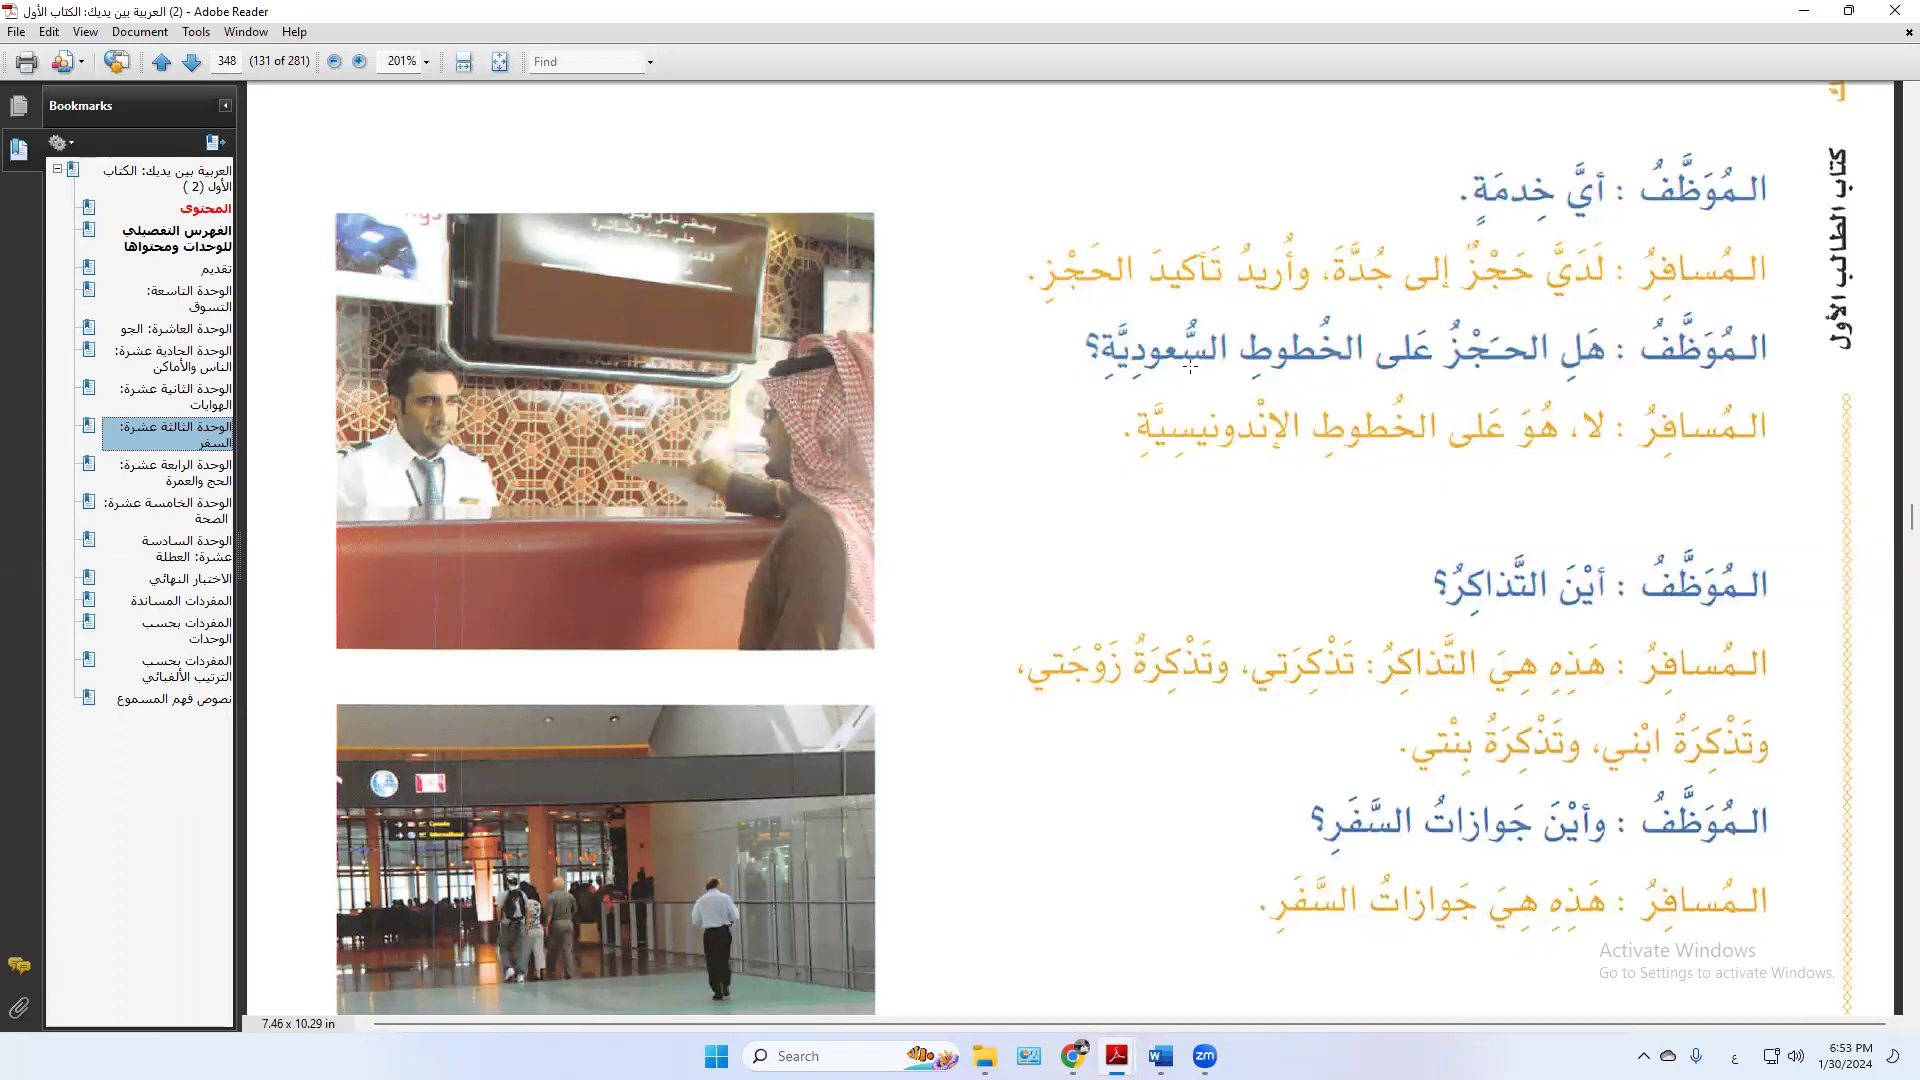 العربية بين يديك: الكتاب الأول (2) - Adobe Reader
File Edit View Document Tools Window Help
348 (131 of 281) 201% Find
Bookmarks
العربية بين يديك: الكتاب
الأول (2 )
المحتوى
الفهرس التفصيلي
للوحدات ومحتواها
تقديم
الوحدة التاسعة:
التسوق
الوحدة العاشرة: الجو
الوحدة الحادية عشرة:
الناس والأماكن
الوحدة الثانية عشرة:
الهوايات
الوحدة الثالثة عشرة:
السفر
الوحدة الرابعة عشرة:
الحج والعمرة
الوحدة الخامسة عشرة:
الصحة
الوحدة السادسة
عشرة: العطلة
الاختبار النهائي
المفردات المساندة
المفردات بحسب
الوحدات
المفردات بحسب
الترتيب الألفبائي
نصوص فهم المسموع
كتاب الطالب الأول
الـمُوَظَّفُ : أيَّ خِدمَةٍ.
الـمُسافِرُ : لَدَيَّ حَجْزٌ إلى جُدَّةَ، وأُريدُ تَأكيدَ الحَجْزِ.
الـمُوَظَّفُ : هَلِ الحَجْزُ عَلى الخُطوطِ السُّعودِيَّةِ؟
الـمُسافِرُ : لا، هُوَ عَلى الخُطوطِ الإنْدونيسِيَّةِ.
الـمُوَظَّفُ : أيْنَ التَّذاكِرُ؟
الـمُسافِرُ : هَذِهِ هِيَ التَّذاكِرُ: تَذْكِرَتي، وتَذْكِرَةُ زَوْجَتي،
وتَذْكِرَةُ ابْني، وتَذْكِرَةُ بِنْتي.
الـمُوَظَّفُ : وأيْنَ جَوازاتُ السَّفَرِ؟
الـمُسافِرُ : هَذِهِ هِيَ جَوازاتُ السَّفَرِ.
Activate Windows
Go to Settings to activate Windows.
7.46 x 10.29 in
Search
ع
6:53 PM
1/30/2024